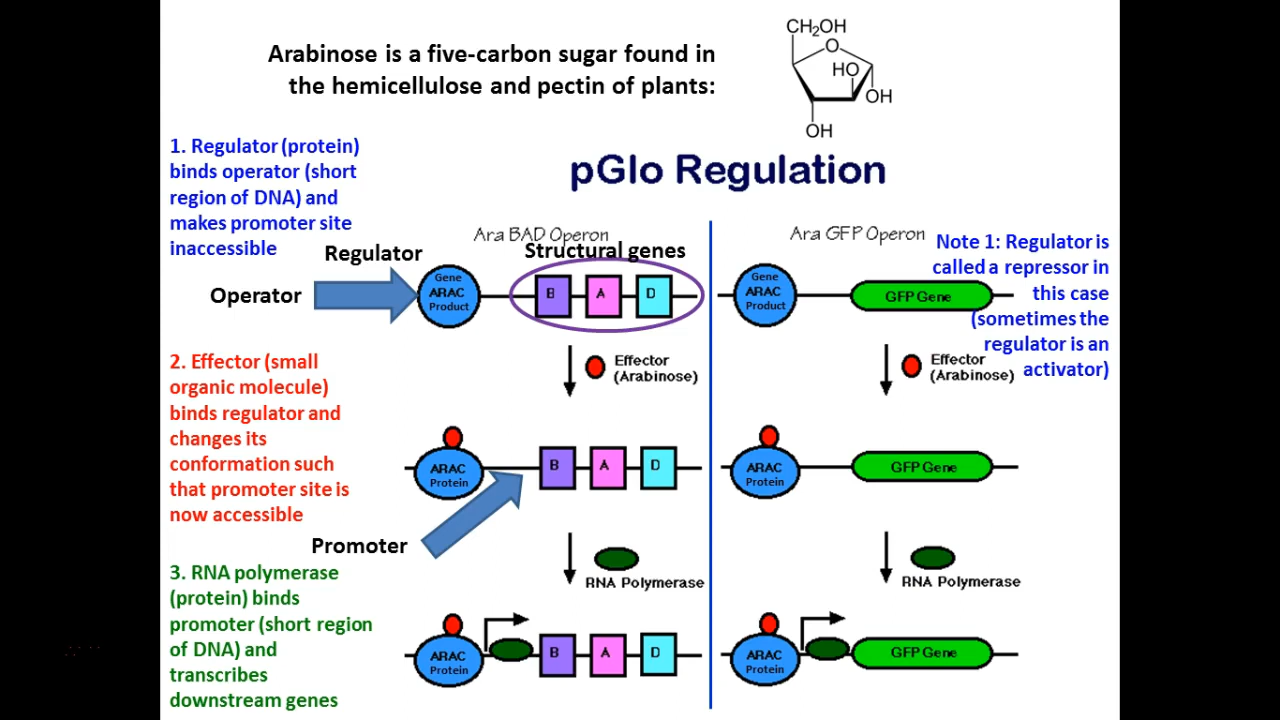 Arabinose is a five-carbon sugar found in
the hemicellulose and pectin of plants:
CH₂OH
O
HO
OH
OH
pGlo Regulation
1. Regulator (protein)
binds operator (short
region of DNA) and
makes promoter site
inaccessible
Regulator
Operator
Ara BAD Operon
Structural genes
Gene
ARAC
Product
B
A
D
Effector
(Arabinose)
Ara GFP Operon
Gene
ARAC
Product
GFP Gene
Effector
(Arabinose)
Note 1: Regulator is
called a repressor in
this case
(sometimes the
regulator is an
activator)
2. Effector (small
organic molecule)
binds regulator and
changes its
conformation such
that promoter site is
now accessible
ARAC
Protein
B
A
D
Promoter
RNA Polymerase
ARAC
Protein
GFP Gene
RNA Polymerase
3. RNA polymerase
(protein) binds
promoter (short region
of DNA) and
transcribes
downstream genes
ARAC
Protein
B
A
D
ARAC
Protein
GFP Gene